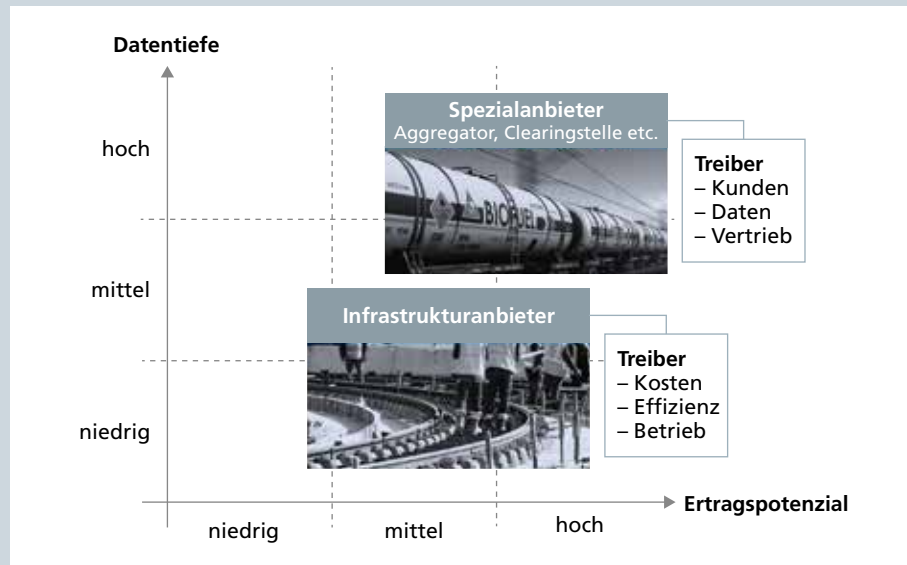 Datentiefe
hoch
mittel
niedrig
Spezialanbieter
Aggregator, Clearingstelle etc.
BIOFUEL
Treiber
– Kunden
– Daten
– Vertrieb
Infrastrukturanbieter
Treiber
– Kosten
– Effizienz
– Betrieb
niedrig
mittel
hoch
Ertragspotenzial